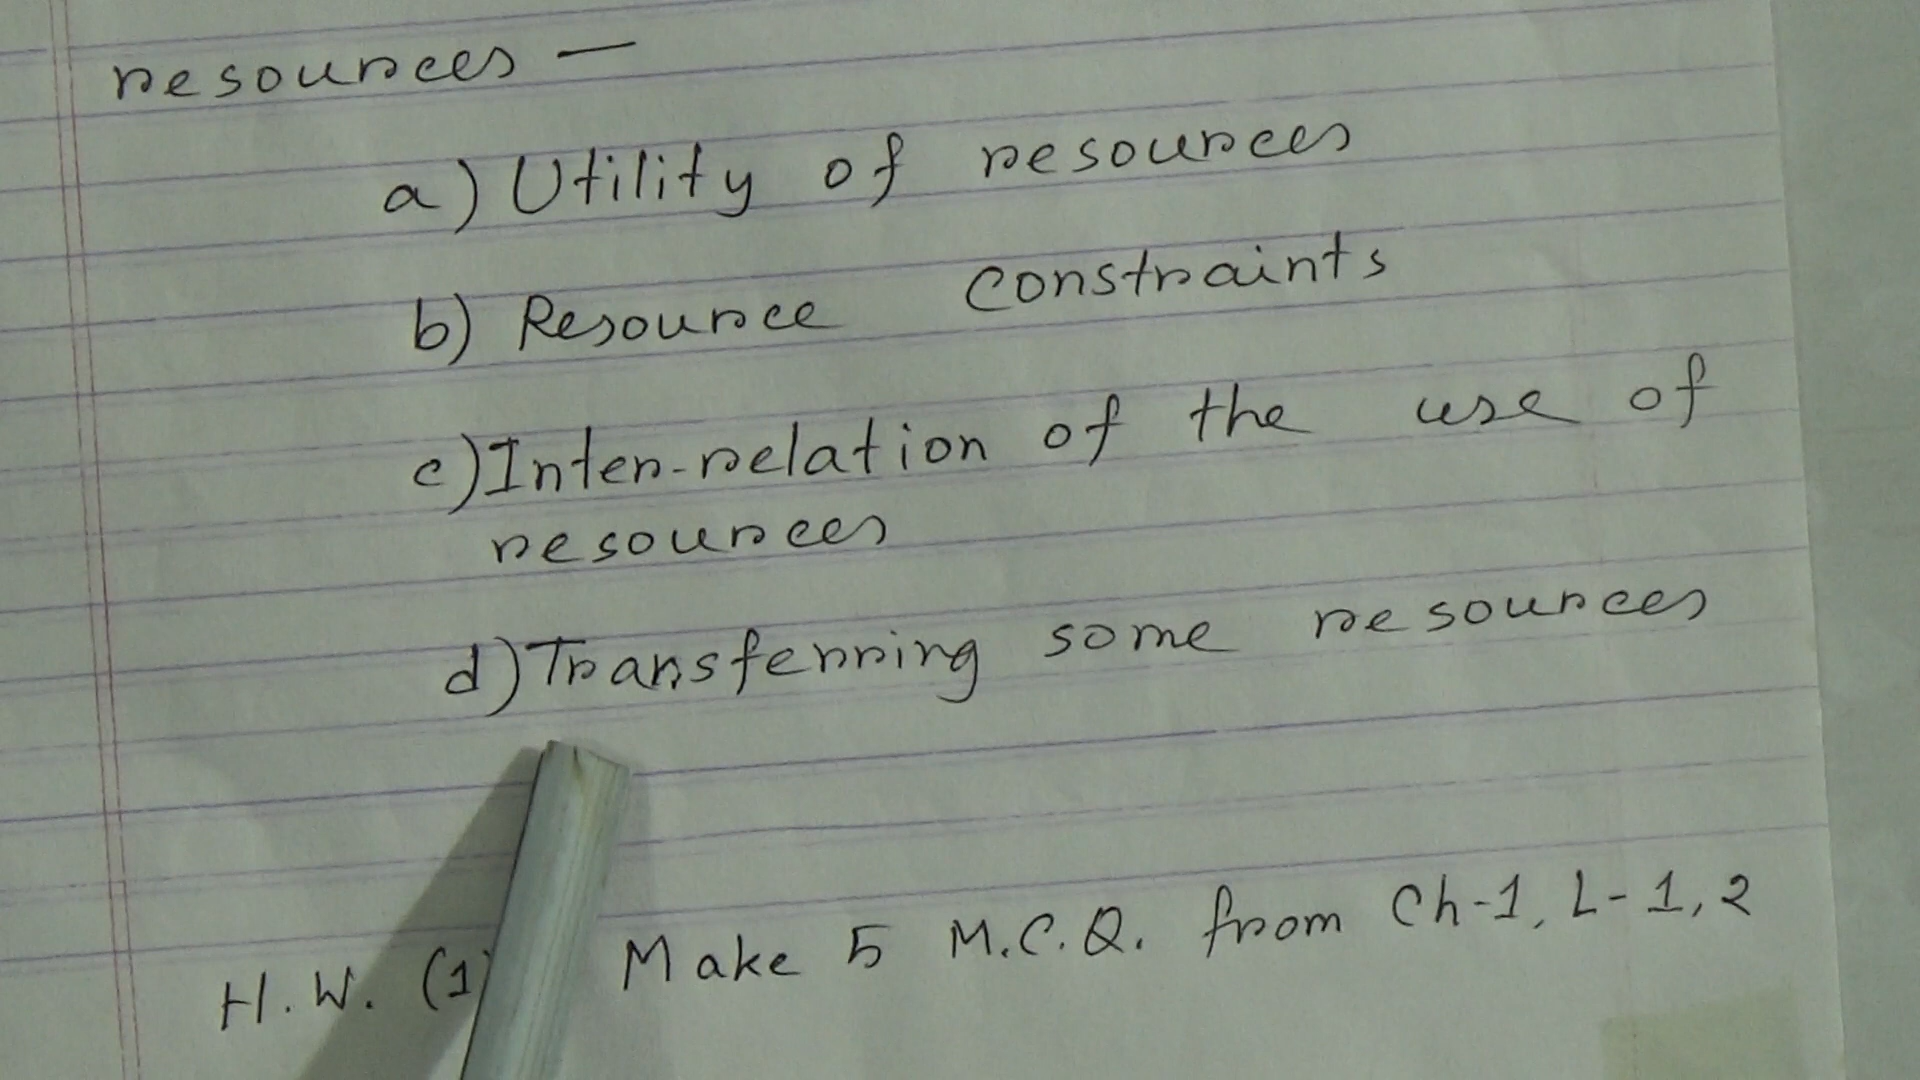 resources —
a) Utility of resources
b) Resource constraints
c) Inter-relation of the use of
resources
d) Transferring some resources
H.W. (1) Make 5 M.C.Q. from Ch-1, L-1,2